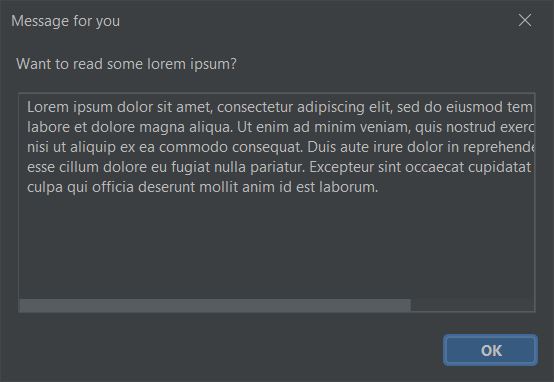 Message for you
Want to read some lorem ipsum?
Lorem ipsum dolor sit amet, consectetur adipiscing elit, sed do eiusmod tem
labore et dolore magna aliqua. Ut enim ad minim veniam, quis nostrud exerc
nisi ut aliquip ex ea commodo consequat. Duis aute irure dolor in reprehende
esse cillum dolore eu fugiat nulla pariatur. Excepteur sint occaecat cupidatat
culpa qui officia deserunt mollit anim id est laborum.
OK